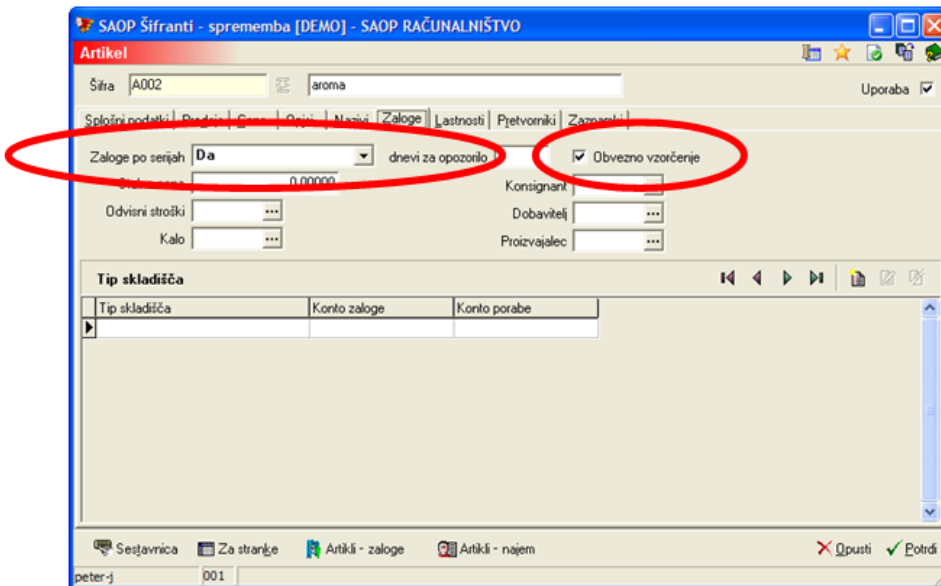 SAOP Šifranti - sprememba [DEMO] - SAOP RAČUNALNIŠTVO
Artikel
Šifra A002 aroma Uporaba
Splošni podatki Prodaja Cene Opisi Nazivi Zaloge Lastnosti Pretvorniki Zaznamki
Zaloge po serijah Da dnevi za opozorilo Obvezno vzorčenje
Stalna cena 0,00000 Konsignant
Odvisni stroški Dobavitelj
Kalo Proizvajalec
Tip skladišča
Tip skladišča Konto zaloge Konto porabe
Sestavnica Za stranke Artikli - zaloge Artikli - najem Opusti Potrdi
peter-j 001